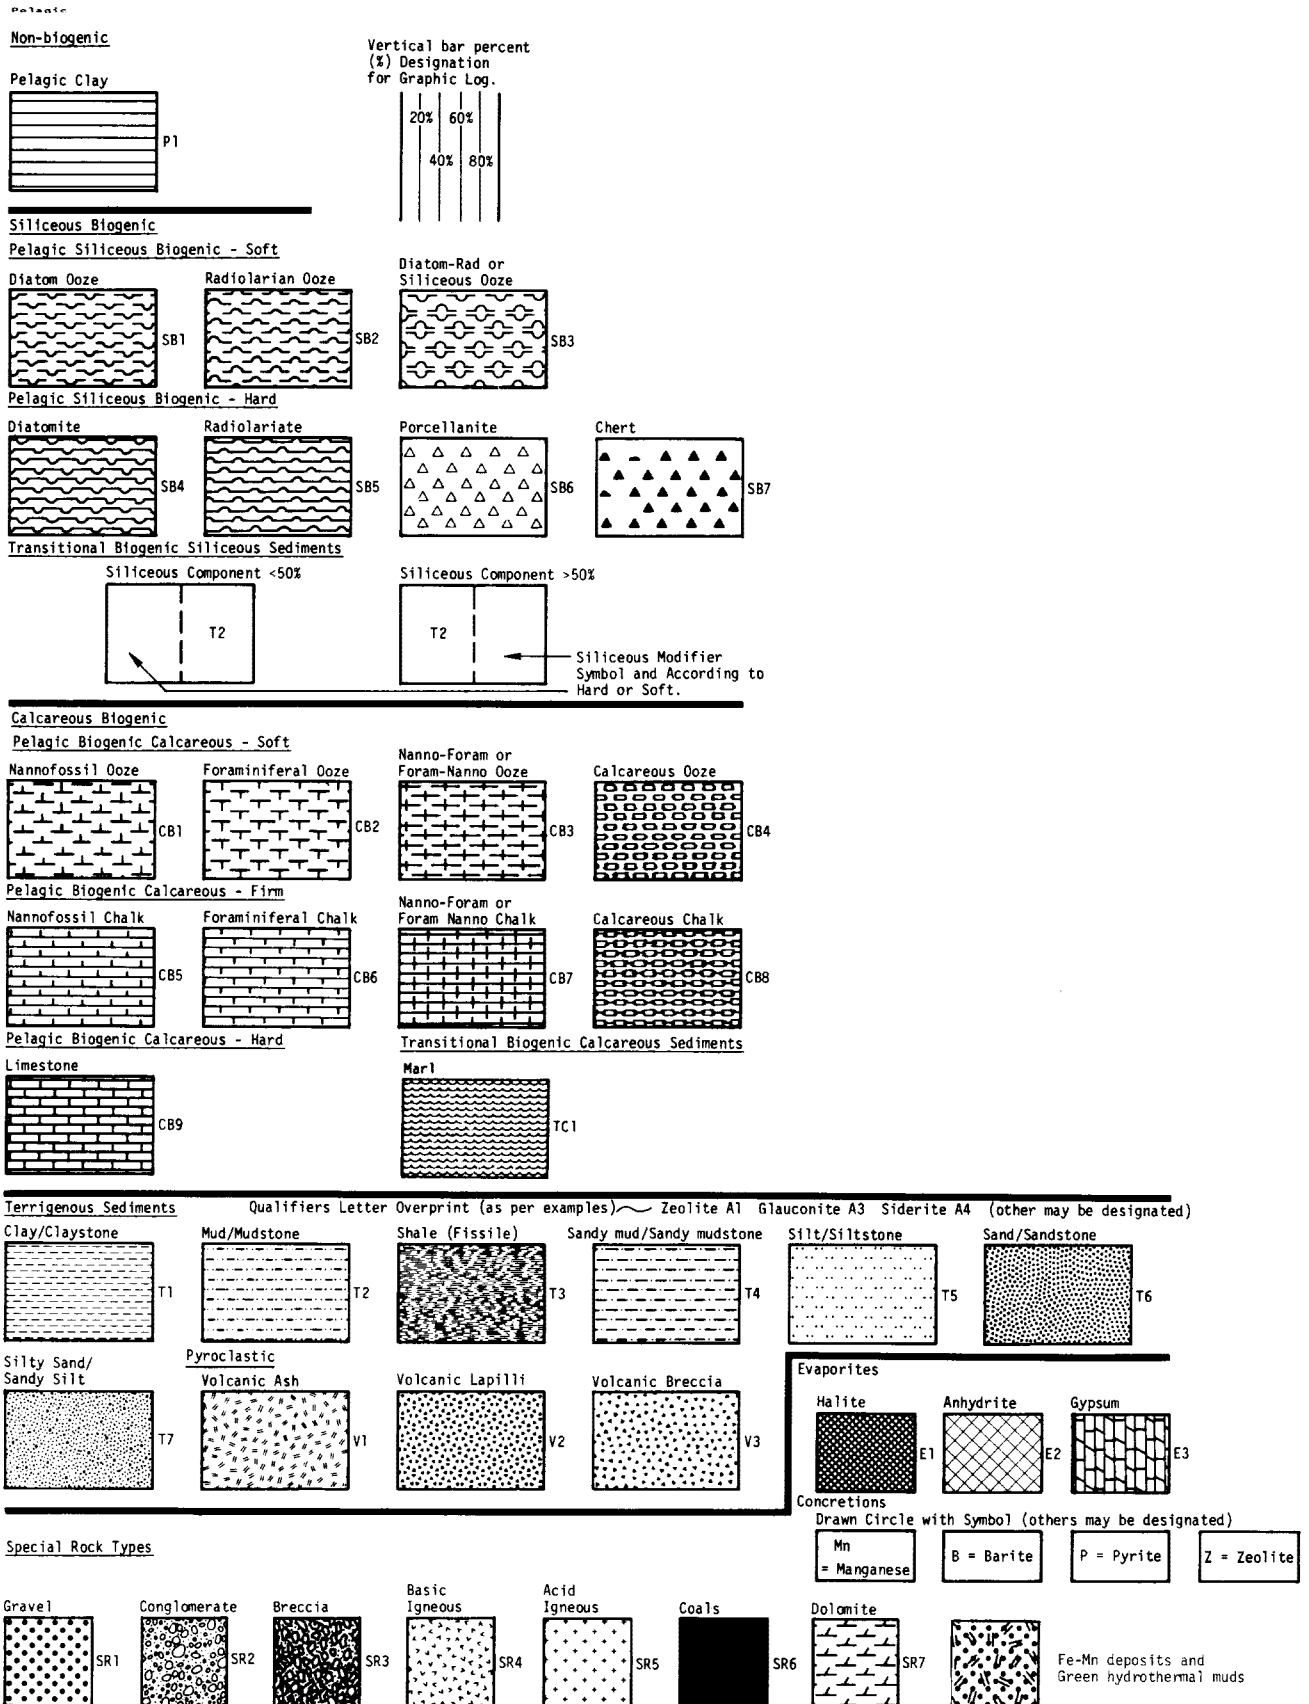 Pelagic
Non-biogenic
Vertical bar percent
(%) Designation
for Graphic Log.
Pelagic Clay
P1
20% 60%
40% 80%
Siliceous Biogenic
Pelagic Siliceous Biogenic - Soft
Diatom Ooze
SB1
Radiolarian Ooze
SB2
Diatom-Rad or
Siliceous Ooze
SB3
Pelagic Siliceous Biogenic - Hard
Diatomite
SB4
Radiolariate
SB5
Porcellanite
SB6
Chert
SB7
Transitional Biogenic Siliceous Sediments
Siliceous Component <50%
T2
Siliceous Component >50%
T2
Siliceous Modifier
Symbol and According to
Hard or Soft.
Calcareous Biogenic
Pelagic Biogenic Calcareous - Soft
Nannofossil Ooze
CB1
Foraminiferal Ooze
CB2
Nanno-Foram or
Foram-Nanno Ooze
CB3
Calcareous Ooze
CB4
Pelagic Biogenic Calcareous - Firm
Nannofossil Chalk
CB5
Foraminiferal Chalk
CB6
Nanno-Foram or
Foram Nanno Chalk
CB7
Calcareous Chalk
CB8
Pelagic Biogenic Calcareous - Hard
Limestone
CB9
Transitional Biogenic Calcareous Sediments
Marl
TC1
Terrigenous Sediments
Qualifiers Letter Overprint (as per examples) Zeolite A1 Glauconite A3 Siderite A4 (other may be designated)
Clay/Claystone
T1
Mud/Mudstone
T2
Shale (Fissile)
T3
Sandy mud/Sandy mudstone
T4
Silt/Siltstone
T5
Sand/Sandstone
T6
Silty Sand/
Sandy Silt
T7
Pyroclastic
Volcanic Ash
V1
Volcanic Lapilli
V2
Volcanic Breccia
V3
Evaporites
Halite
E1
Anhydrite
E2
Gypsum
E3
Concretions
Drawn Circle with Symbol (others may be designated)
Mn
= Manganese
B = Barite
P = Pyrite
Z = Zeolite
Special Rock Types
Gravel
SR1
Conglomerate
SR2
Breccia
SR3
Basic
Igneous
SR4
Acid
Igneous
SR5
Coals
SR6
Dolomite
SR7
Fe-Mn deposits and
Green hydrothermal muds